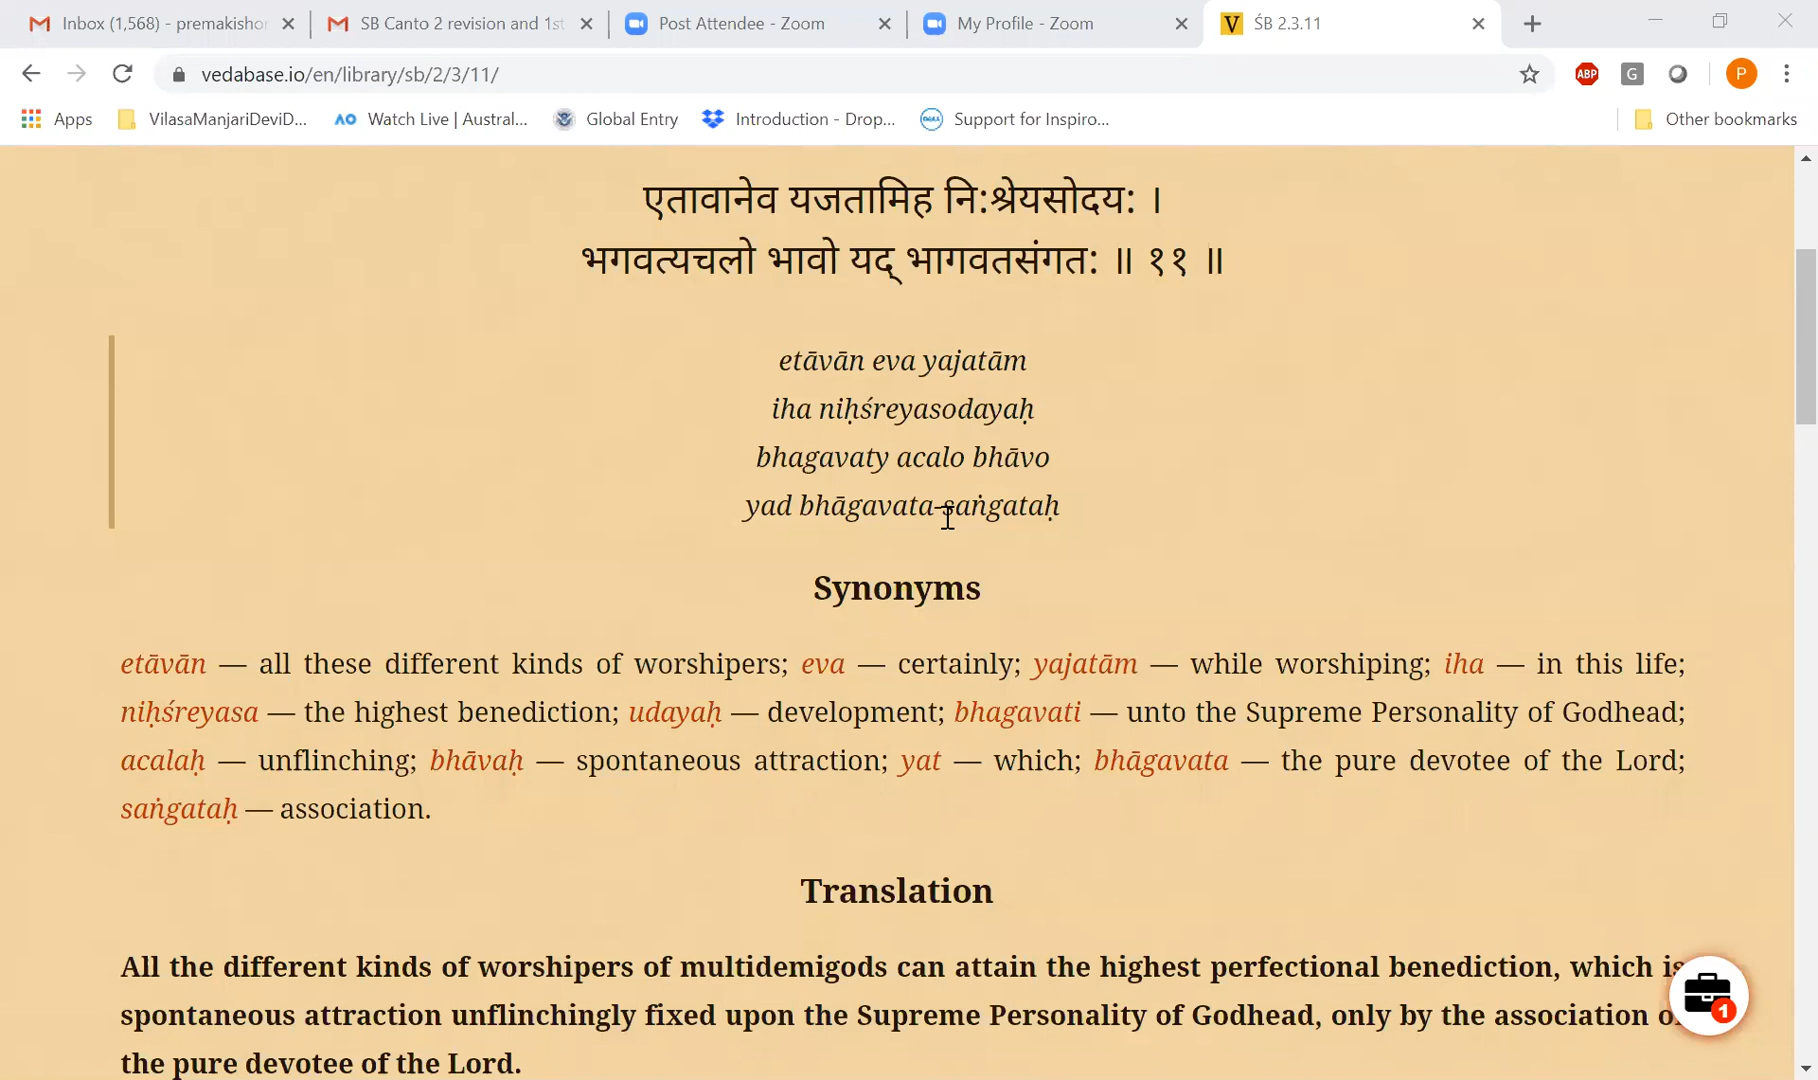 Inbox (1,568) - premakisho
SB Canto 2 revision and 1st
Post Attendee - Zoom
My Profile - Zoom
V ŚB 2.3.11
vedabase.io/en/library/sb/2/3/11/
ABP
G
P
Apps
VilasaManjariDeviD...
AO Watch Live | Austral...
Global Entry
Introduction - Drop...
DELL Support for Inspiro...
Other bookmarks
एतावानेव यजतामिह नि:श्रेयसोदय: ।
भगवत्यचलो भावो यद् भागवतसंगत: ॥ ११ ॥
etāvān eva yajatām
iha niḥśreyasodayaḥ
bhagavaty acalo bhāvo
yad bhāgavata-saṅgataḥ
Synonyms
etāvān — all these different kinds of worshipers; eva — certainly; yajatām — while worshiping; iha — in this life;
niḥśreyasa — the highest benediction; udayaḥ — development; bhagavati — unto the Supreme Personality of Godhead;
acalaḥ — unflinching; bhāvaḥ — spontaneous attraction; yat — which; bhāgavata — the pure devotee of the Lord;
saṅgataḥ — association.
Translation
All the different kinds of worshipers of multidemigods can attain the highest perfectional benediction, which is
spontaneous attraction unflinchingly fixed upon the Supreme Personality of Godhead, only by the association of
the pure devotee of the Lord.
1